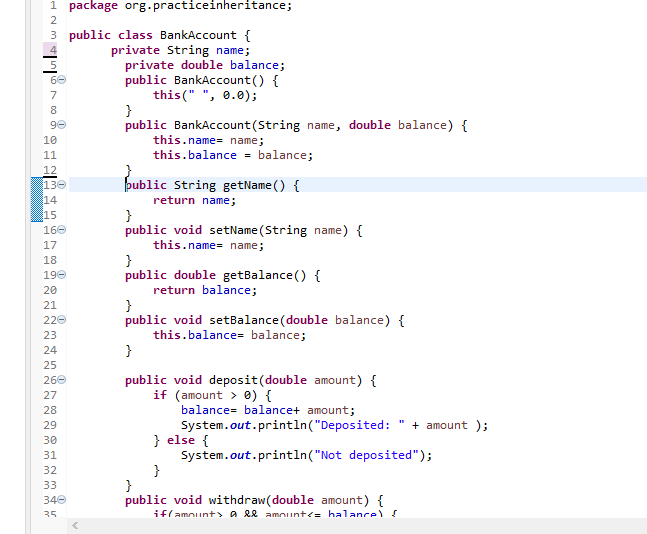 1 package org.practiceinheritance;
2
3 public class BankAccount {
4 private String name;
5 private double balance;
6 public BankAccount() {
7 this(" ", 0.0);
8 }
9 public BankAccount(String name, double balance) {
10 this.name= name;
11 this.balance = balance;
12 }
13 public String getName() {
14 return name;
15 }
16 public void setName(String name) {
17 this.name= name;
18 }
19 public double getBalance() {
20 return balance;
21 }
22 public void setBalance(double balance) {
23 this.balance= balance;
24 }
25
26 public void deposit(double amount) {
27 if (amount > 0) {
28 balance= balance+ amount;
29 System.out.println("Deposited: " + amount );
30 } else {
31 System.out.println("Not deposited");
32 }
33 }
34 public void withdraw(double amount) {
35 if(amount> 0 && amount<= balance) {